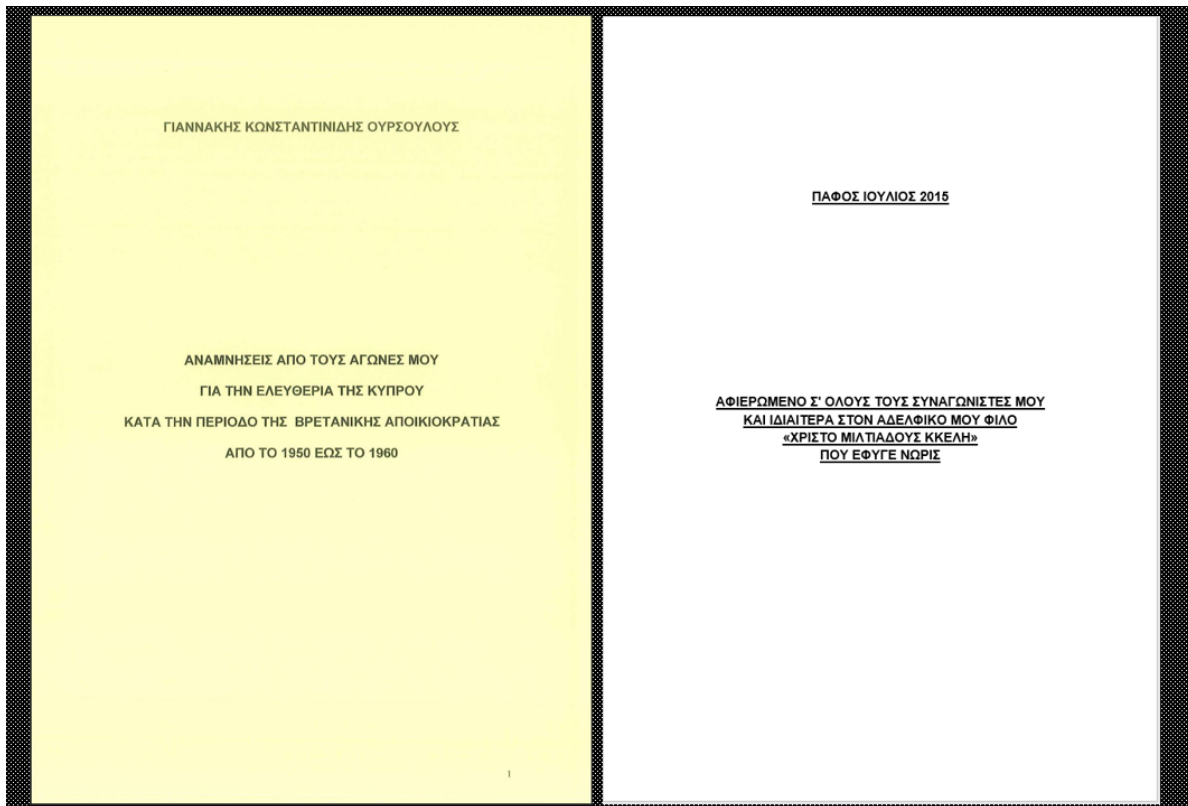 ΓΙΑΝΝΑΚΗΣ ΚΩΝΣΤΑΝΤΙΝΙΔΗΣ ΟΥΡΣΟΥΛΟΥΣ
ΑΝΑΜΝΗΣΕΙΣ ΑΠΟ ΤΟΥΣ ΑΓΩΝΕΣ ΜΟΥ
ΓΙΑ ΤΗΝ ΕΛΕΥΘΕΡΙΑ ΤΗΣ ΚΥΠΡΟΥ
ΚΑΤΑ ΤΗΝ ΠΕΡΙΟΔΟ ΤΗΣ ΒΡΕΤΑΝΙΚΗΣ ΑΠΟΙΚΙΟΚΡΑΤΙΑΣ
ΑΠΟ ΤΟ 1950 ΕΩΣ ΤΟ 1960
1
ΠΑΦΟΣ ΙΟΥΛΙΟΣ 2015
ΑΦΙΕΡΩΜΕΝΟ Σ' ΟΛΟΥΣ ΤΟΥΣ ΣΥΝΑΓΩΝΙΣΤΕΣ ΜΟΥ
ΚΑΙ ΙΔΙΑΙΤΕΡΑ ΣΤΟΝ ΑΔΕΛΦΙΚΟ ΜΟΥ ΦΙΛΟ
«ΧΡΙΣΤΟ ΜΙΛΤΙΑΔΟΥΣ ΚΚΕΛΗ»
ΠΟΥ ΕΦΥΓΕ ΝΩΡΙΣ